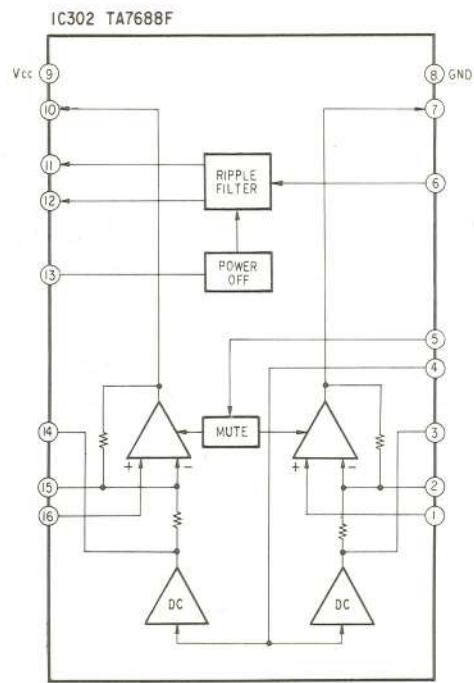 IC302 TA7688F
Vcc 9 8 GND
10 7
11
RIPPLE
FILTER
6
12
13
POWER
OFF
5
4
14 MUTE 3
+ - + -
15 2
16 1
DC DC